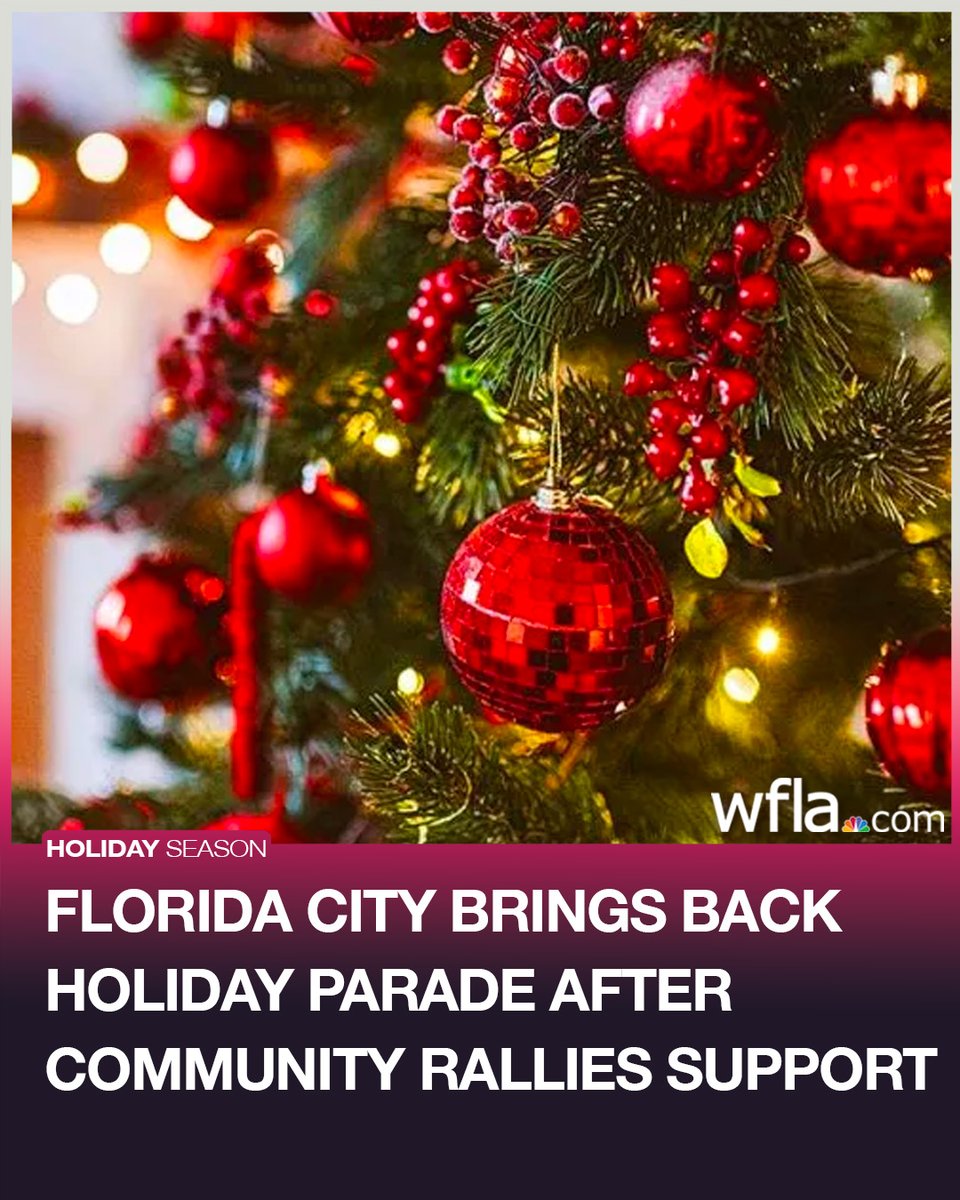 wfla.com
HOLIDAY SEASON
FLORIDA CITY BRINGS BACK
HOLIDAY PARADE AFTER
COMMUNITY RALLIES SUPPORT